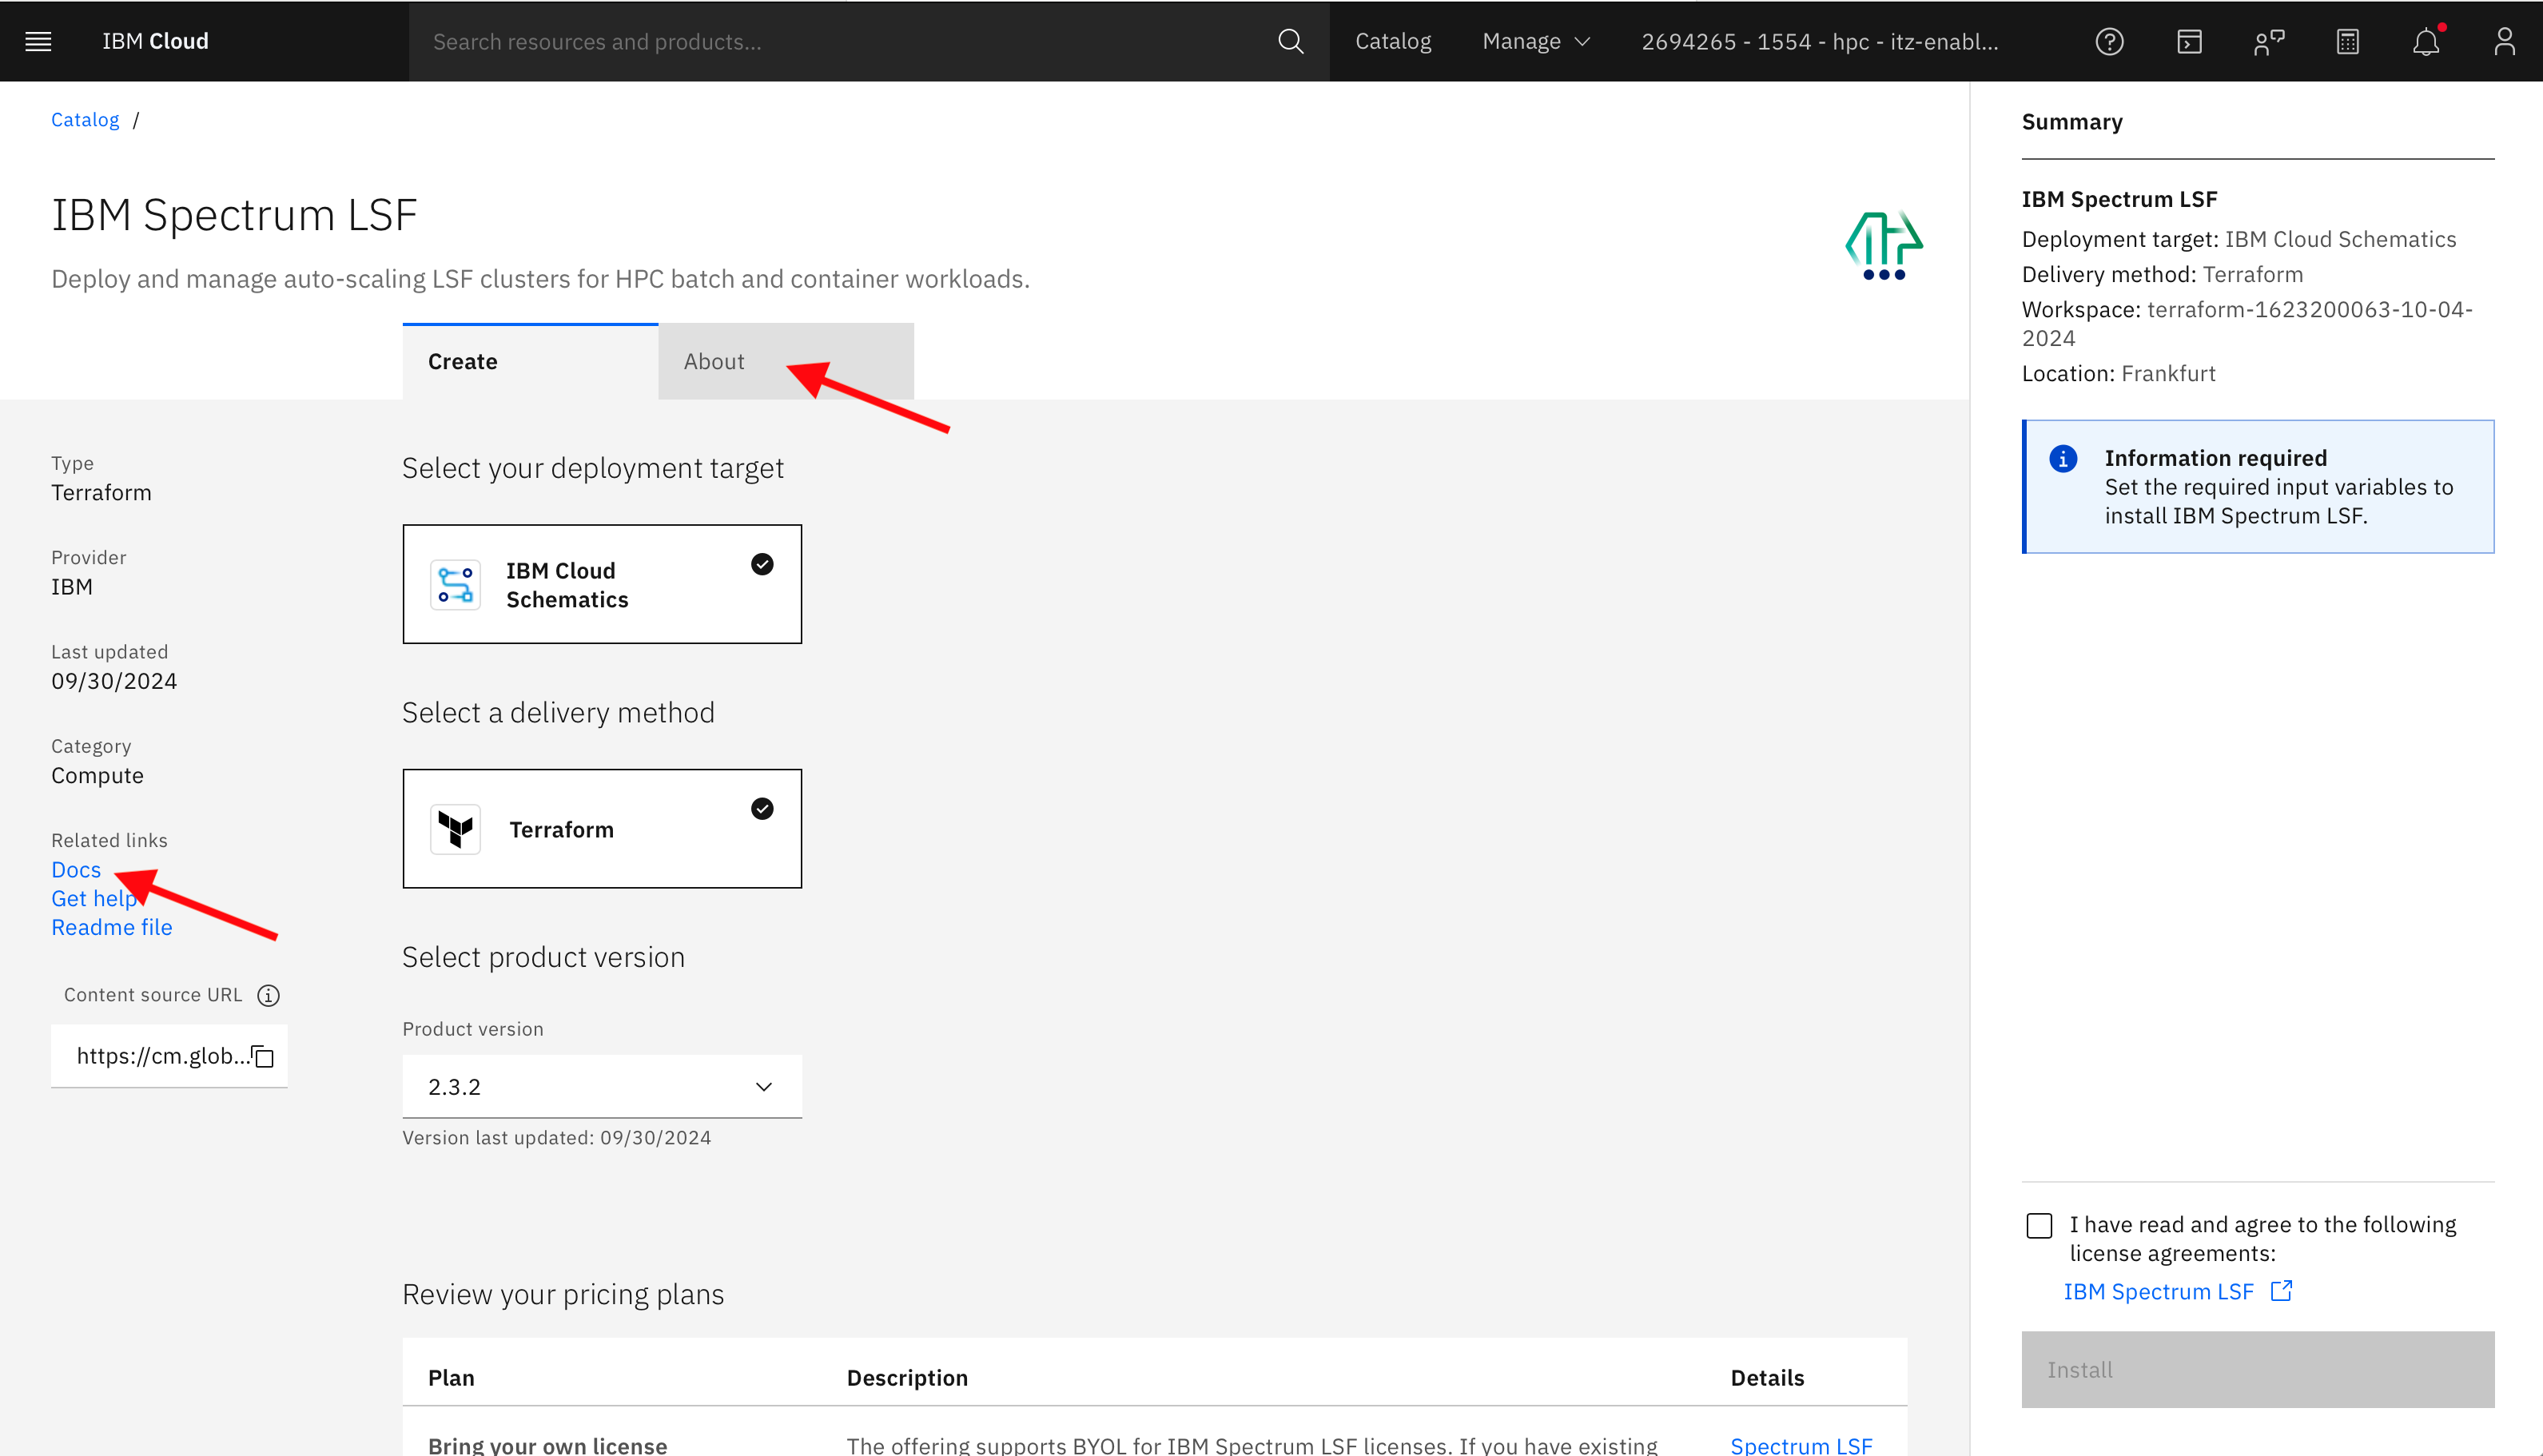 IBM Cloud
Search resources and products...
Catalog
Manage
2694265 - 1554 - hpc - itz-enabl...
Catalog /
IBM Spectrum LSF
Deploy and manage auto-scaling LSF clusters for HPC batch and container workloads.
Create
About
Type
Terraform
Provider
IBM
Last updated
09/30/2024
Category
Compute
Related links
Docs
Get help
Readme file
Content source URL
https://cm.glob...
Select your deployment target
IBM Cloud
Schematics
Select a delivery method
Terraform
Select product version
Product version
2.3.2
Version last updated: 09/30/2024
Review your pricing plans
Plan
Description
Details
Bring your own license
The offering supports BYOL for IBM Spectrum LSF licenses. If you have existing
Spectrum LSF
Summary
IBM Spectrum LSF
Deployment target: IBM Cloud Schematics
Delivery method: Terraform
Workspace: terraform-1623200063-10-04-
2024
Location: Frankfurt
Information required
Set the required input variables to
install IBM Spectrum LSF.
I have read and agree to the following
license agreements:
IBM Spectrum LSF
Install